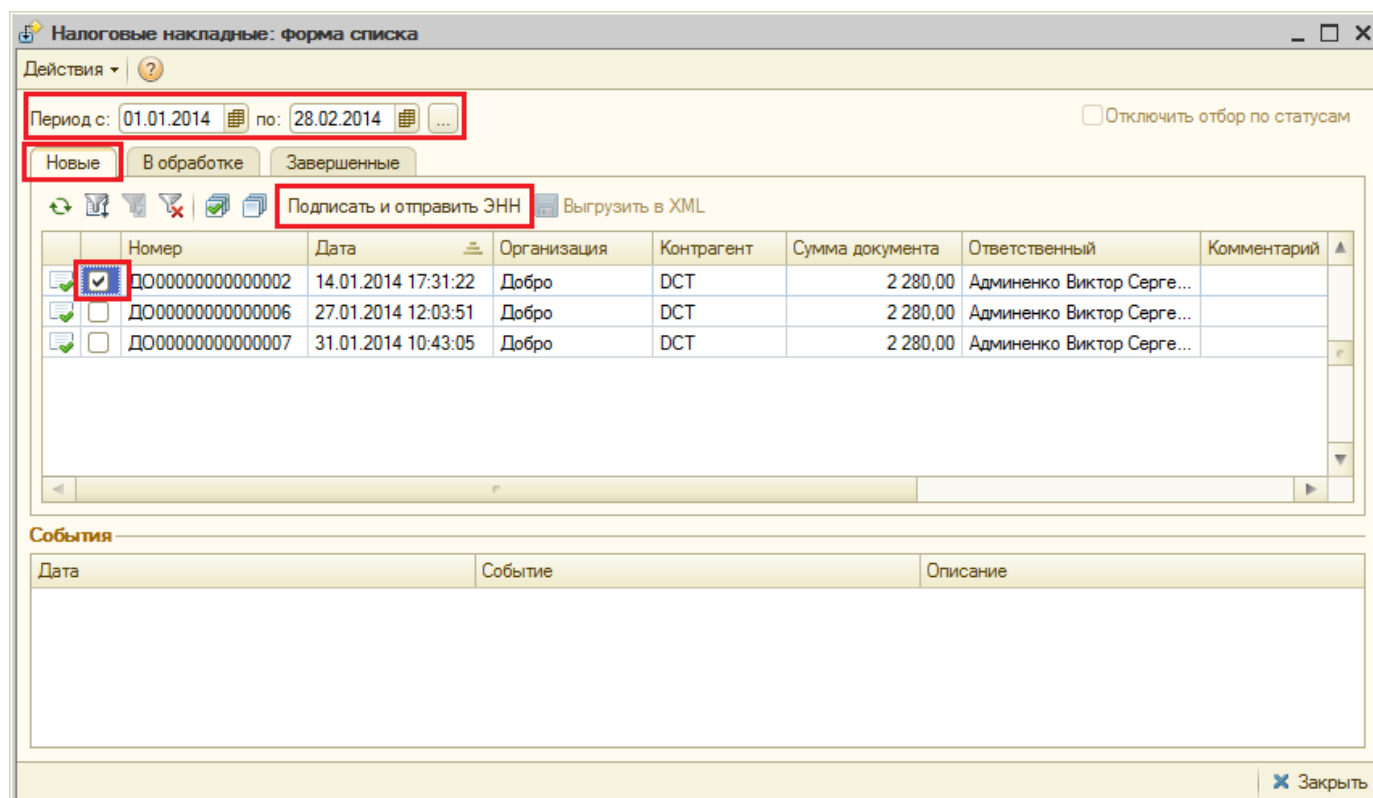 Налоговые накладные: форма списка
Действия
Период с: 01.01.2014 по: 28.02.2014 ... Отключить отбор по статусам
Новые В обработке Завершенные
Подписать и отправить ЭНН Выгрузить в XML
Номер Дата Организация Контрагент Сумма документа Ответственный Комментарий
ДО00000000000002 14.01.2014 17:31:22 Добро DCT 2 280,00 Админенко Виктор Серге...
ДО00000000000006 27.01.2014 12:03:51 Добро DCT 2 280,00 Админенко Виктор Серге...
ДО00000000000007 31.01.2014 10:43:05 Добро DCT 2 280,00 Админенко Виктор Серге...
События
Дата Событие Описание
Закрыть